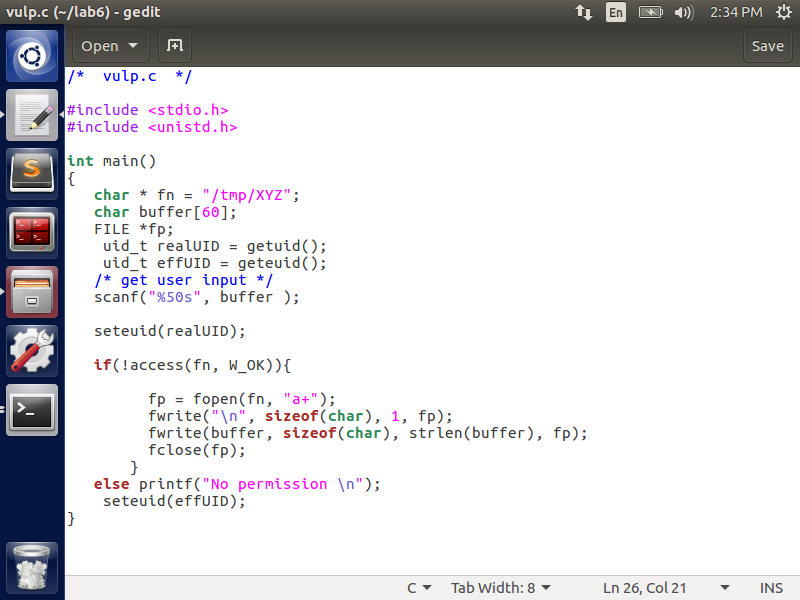 vulp.c (~/lab6) - gedit
En
2:34 PM
Open
Save
/*  vulp.c  */
#include <stdio.h>
#include <unistd.h>
int main()
{
   char * fn = "/tmp/XYZ";
   char buffer[60];
   FILE *fp;
    uid_t realUID = getuid();
    uid_t effUID = geteuid();
   /* get user input */
   scanf("%50s", buffer );
   seteuid(realUID);
   if(!access(fn, W_OK)){
         fp = fopen(fn, "a+");
         fwrite("\n", sizeof(char), 1, fp);
         fwrite(buffer, sizeof(char), strlen(buffer), fp);
         fclose(fp);
       }
   else printf("No permission \n");
    seteuid(effUID);
}
C
Tab Width: 8
Ln 26, Col 21
INS